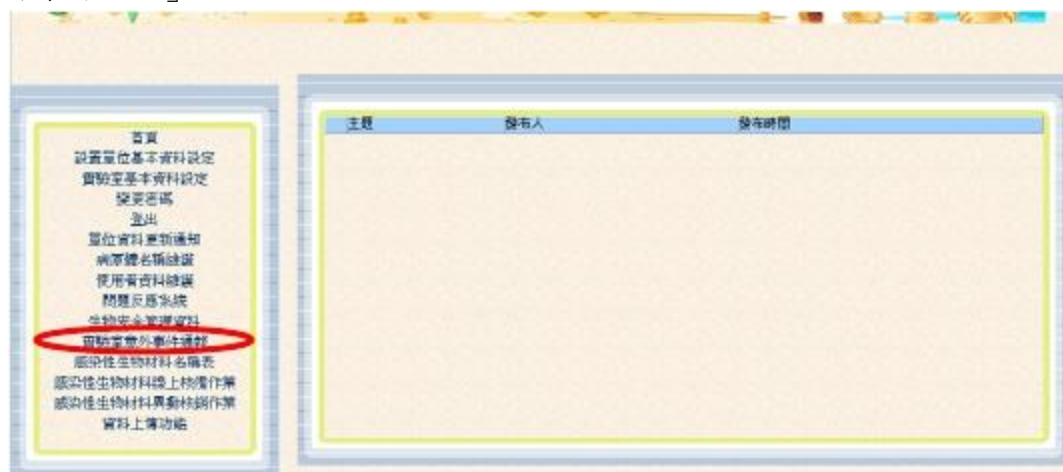 主題 發布人 發布時間
首頁
設置單位基本資料設定
實驗室基本資料設定
變更密碼
登出
單位資料更新通知
病原體名稱維護
使用者資料維護
問題反應系統
生物安全管理資料
實驗室意外事件通報
感染性生物材料名稱表
感染性生物材料線上核備作業
感染性生物材料異動核銷作業
資料上傳功能